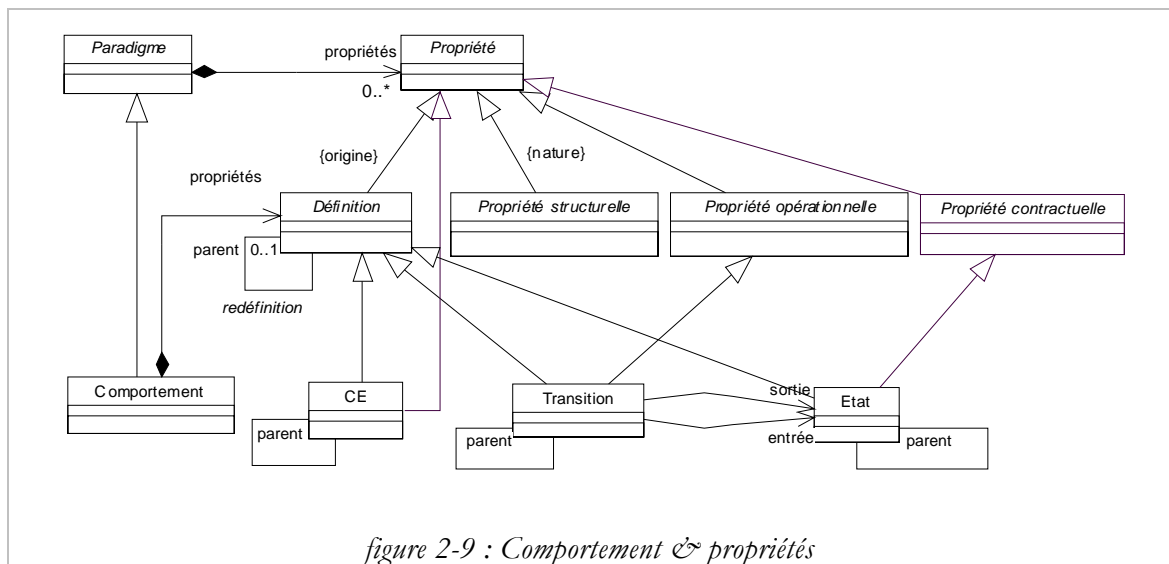 Paradigme
propriétés
Propriété
0..*
{origine}
{nature}
propriétés
Définition
Propriété structurelle
Propriété opérationnelle
Propriété contractuelle
parent
0..1
redéfinition
Comportement
CE
Transition
sortie
Etat
entrée
parent
parent
parent
figure 2-9 : Comportement & propriétés